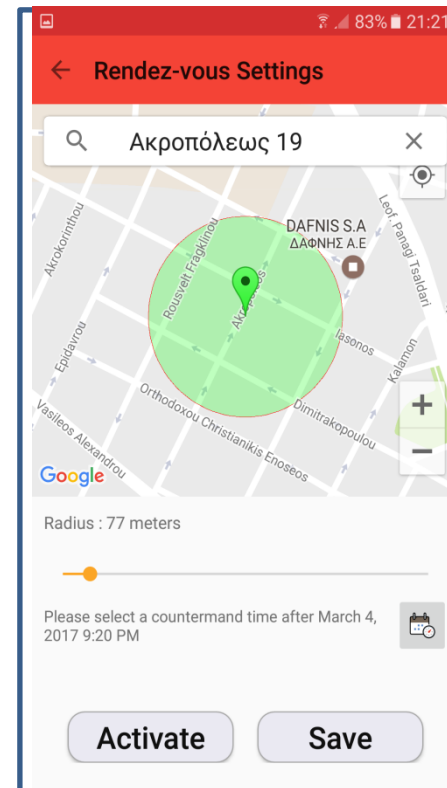 83% 21:21
Rendez-vous Settings
Ακροπόλεως 19
DAFNIS S.A
ΔΑΦΝΗΣ Α.Ε
Leof. Panagi Tsaldari
Akrokorinthou
Rousvelt Fragklinou
Akropoleos
Iasonos
Epidavrou
Kalamon
Dimitrakopoulou
Orthodoxou Christianikis Enoseos
Vasileos Alexandrou
+
−
Google
Radius : 77 meters
Please select a countermand time after March 4,
2017 9:20 PM
Activate Save